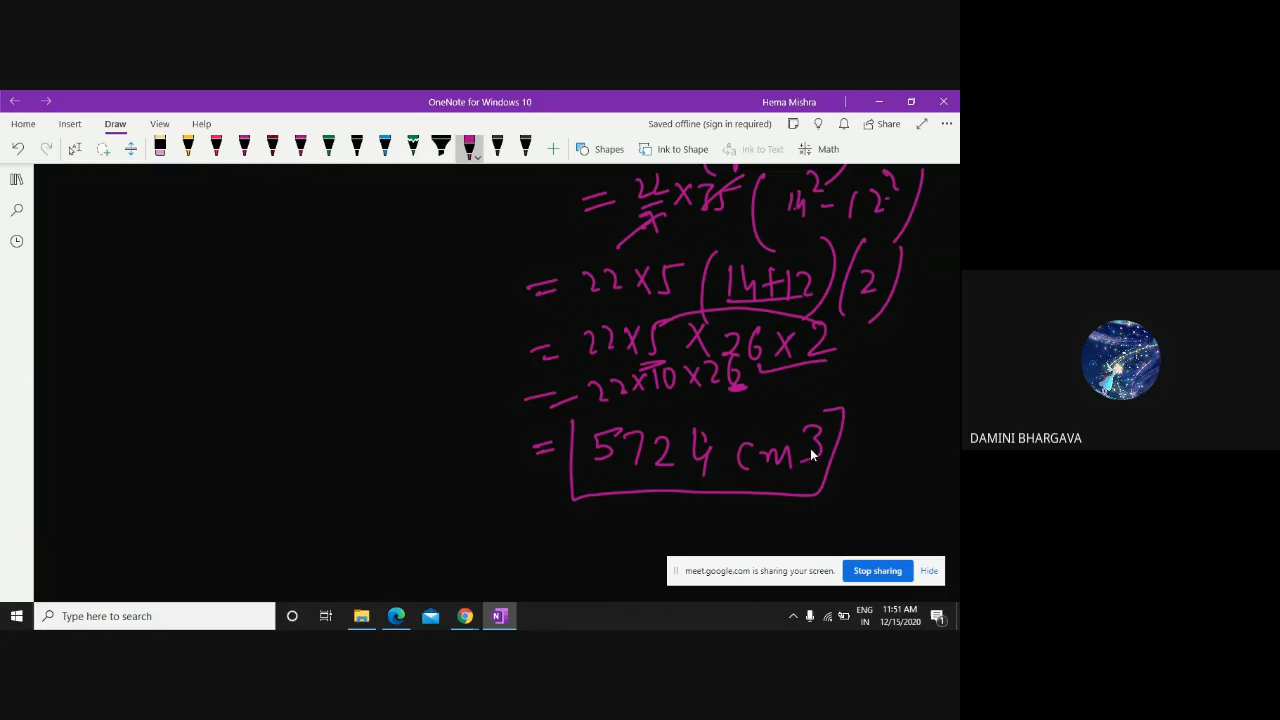 OneNote for Windows 10
Hema Mishra
Home Insert Draw View Help
Saved offline (sign in required)
Share
Shapes
Ink to Shape
Ink to Text
Math
= 22/7 × 35 (14² - 12²)
= 22 × 5 (14+12) (2)
= 22 × 5 × 26 × 2
= 22 × 10 × 26
= 5724 cm³
DAMINI BHARGAVA
meet.google.com is sharing your screen.
Stop sharing
Hide
Type here to search
ENG
IN
11:51 AM
12/15/2020
1